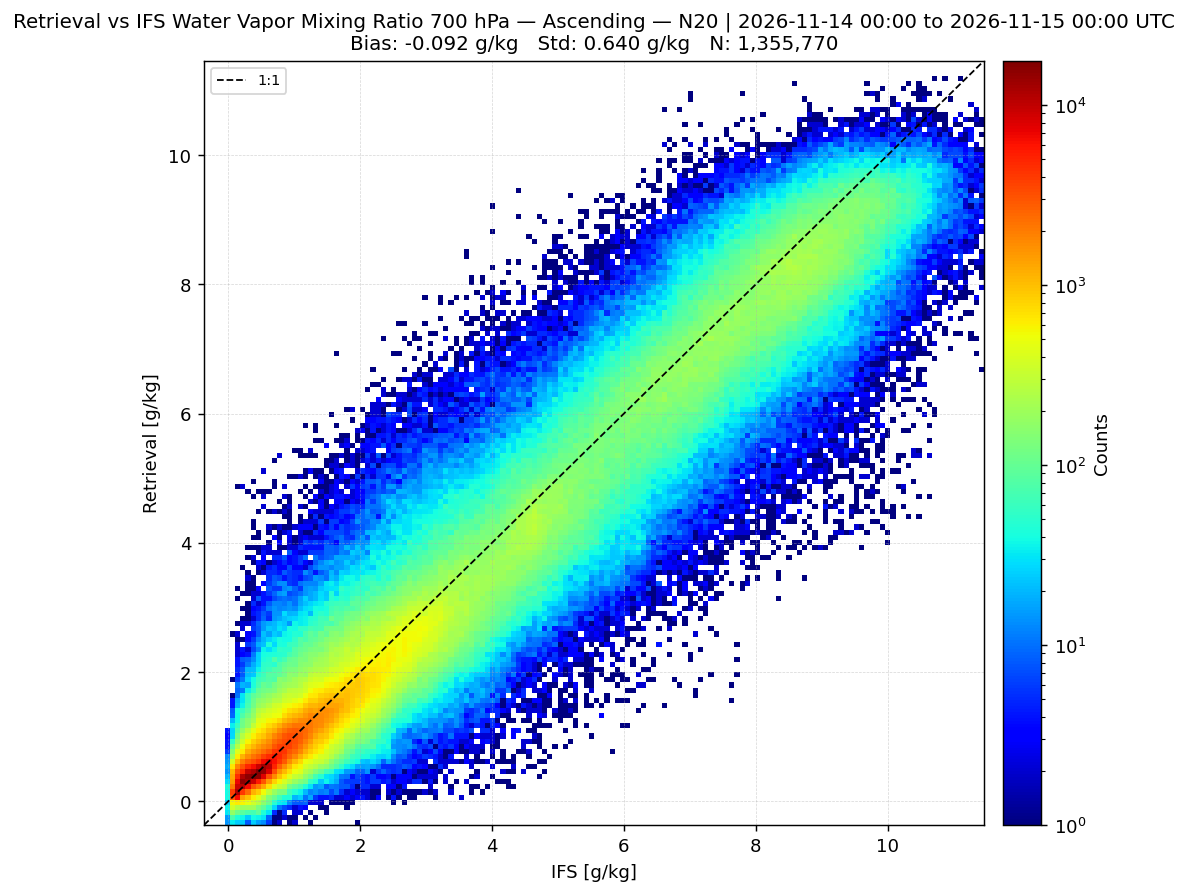 Retrieval vs IFS Water Vapor Mixing Ratio 700 hPa — Ascending — N20 | 2026-11-14 00:00 to 2026-11-15 00:00 UTC
Bias: -0.092 g/kg   Std: 0.640 g/kg   N: 1,355,770
1:1
10
8
6
4
2
0
Retrieval [g/kg]
0 2 4 6 8 10
IFS [g/kg]
10⁴
10³
10²
10¹
10⁰
Counts